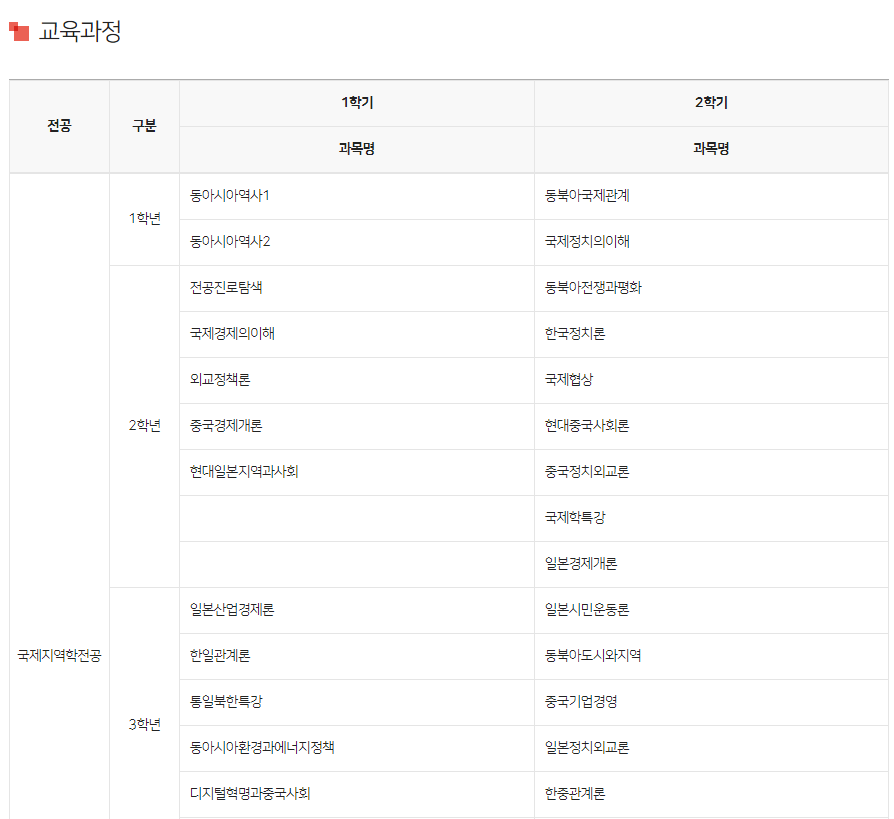 교육과정
전공 구분 1학기 2학기
과목명 과목명
국제지역학전공
1학년
동아시아역사1 동북아국제관계
동아시아역사2 국제정치의이해
2학년
전공진로탐색 동북아전쟁과평화
국제경제의이해 한국정치론
외교정책론 국제협상
중국경제개론 현대중국사회론
현대일본지역과사회 중국정치외교론
국제학특강
일본경제개론
3학년
일본산업경제론 일본시민운동론
한일관계론 동북아도시와지역
통일북한특강 중국기업경영
동아시아환경과에너지정책 일본정치외교론
디지털혁명과중국사회 한중관계론